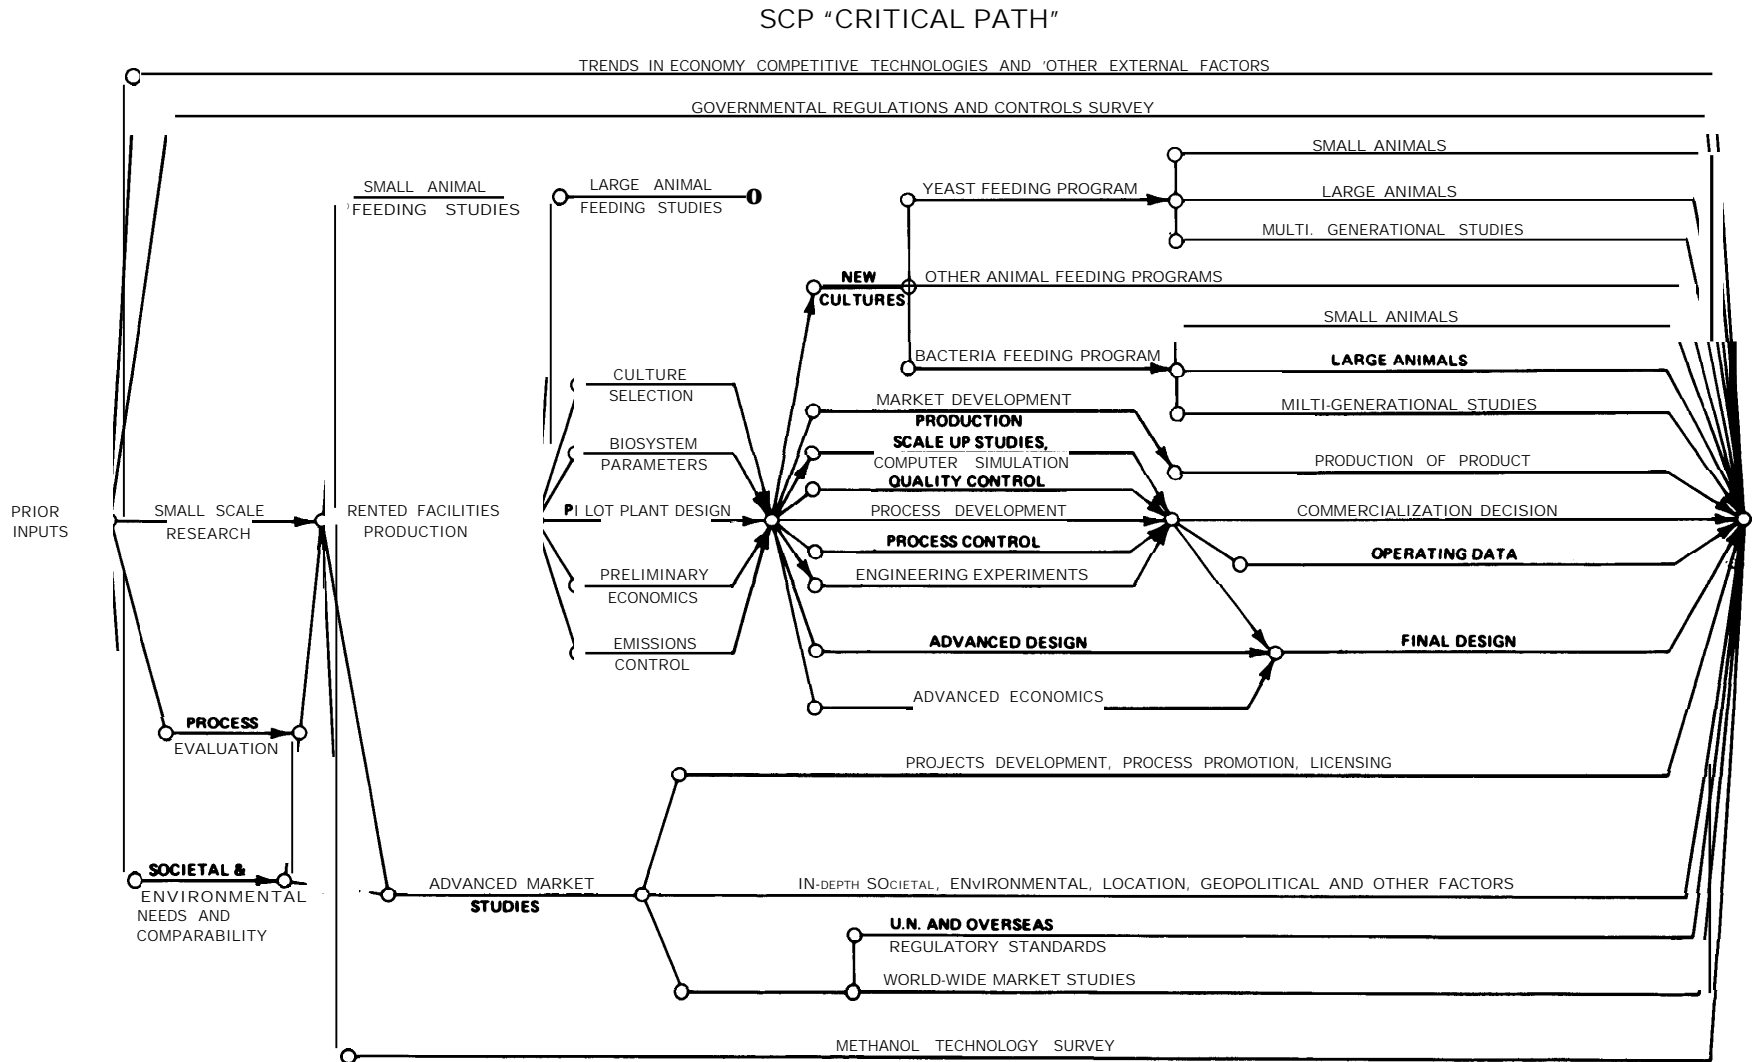 SCP “CRITICAL PATH”
TRENDS IN ECONOMY COMPETITIVE TECHNOLOGIES AND ‘OTHER EXTERNAL FACTORS
GOVERNMENTAL REGULATIONS AND CONTROLS SURVEY
SMALL ANIMAL
FEEDING STUDIES
LARGE ANIMAL
FEEDING STUDIES
YEAST FEEDING PROGRAM
SMALL ANIMALS
LARGE ANIMALS
MULTI. GENERATIONAL STUDIES
NEW
CULTURES
OTHER ANIMAL FEEDING PROGRAMS
BACTERIA FEEDING PROGRAM
SMALL ANIMALS
LARGE ANIMALS
MILTI-GENERATIONAL STUDIES
CULTURE
SELECTION
BIOSYSTEM
PARAMETERS
PI LOT PLANT DESIGN
PRELIMINARY
ECONOMICS
EMISSIONS
CONTROL
MARKET DEVELOPMENT
PRODUCTION
SCALE UP STUDIES,
COMPUTER SIMULATION
QUALITY CONTROL
PROCESS DEVELOPMENT
PROCESS CONTROL
ENGINEERING EXPERIMENTS
ADVANCED DESIGN
ADVANCED ECONOMICS
PRODUCTION OF PRODUCT
COMMERCIALIZATION DECISION
OPERATING DATA
FINAL DESIGN
PRIOR
INPUTS
SMALL SCALE
RESEARCH
RENTED FACILITIES
PRODUCTION
PROCESS
EVALUATION
SOCIETAL &
ENVIRONMENTAL
NEEDS AND
COMPARABILITY
ADVANCED MARKET
STUDIES
PROJECTS DEVELOPMENT, PROCESS PROMOTION, LICENSING
IN-DEPTH SOCIETAL, ENVIRONMENTAL, LOCATION, GEOPOLITICAL AND OTHER FACTORS
U.N. AND OVERSEAS
REGULATORY STANDARDS
WORLD-WIDE MARKET STUDIES
METHANOL TECHNOLOGY SURVEY